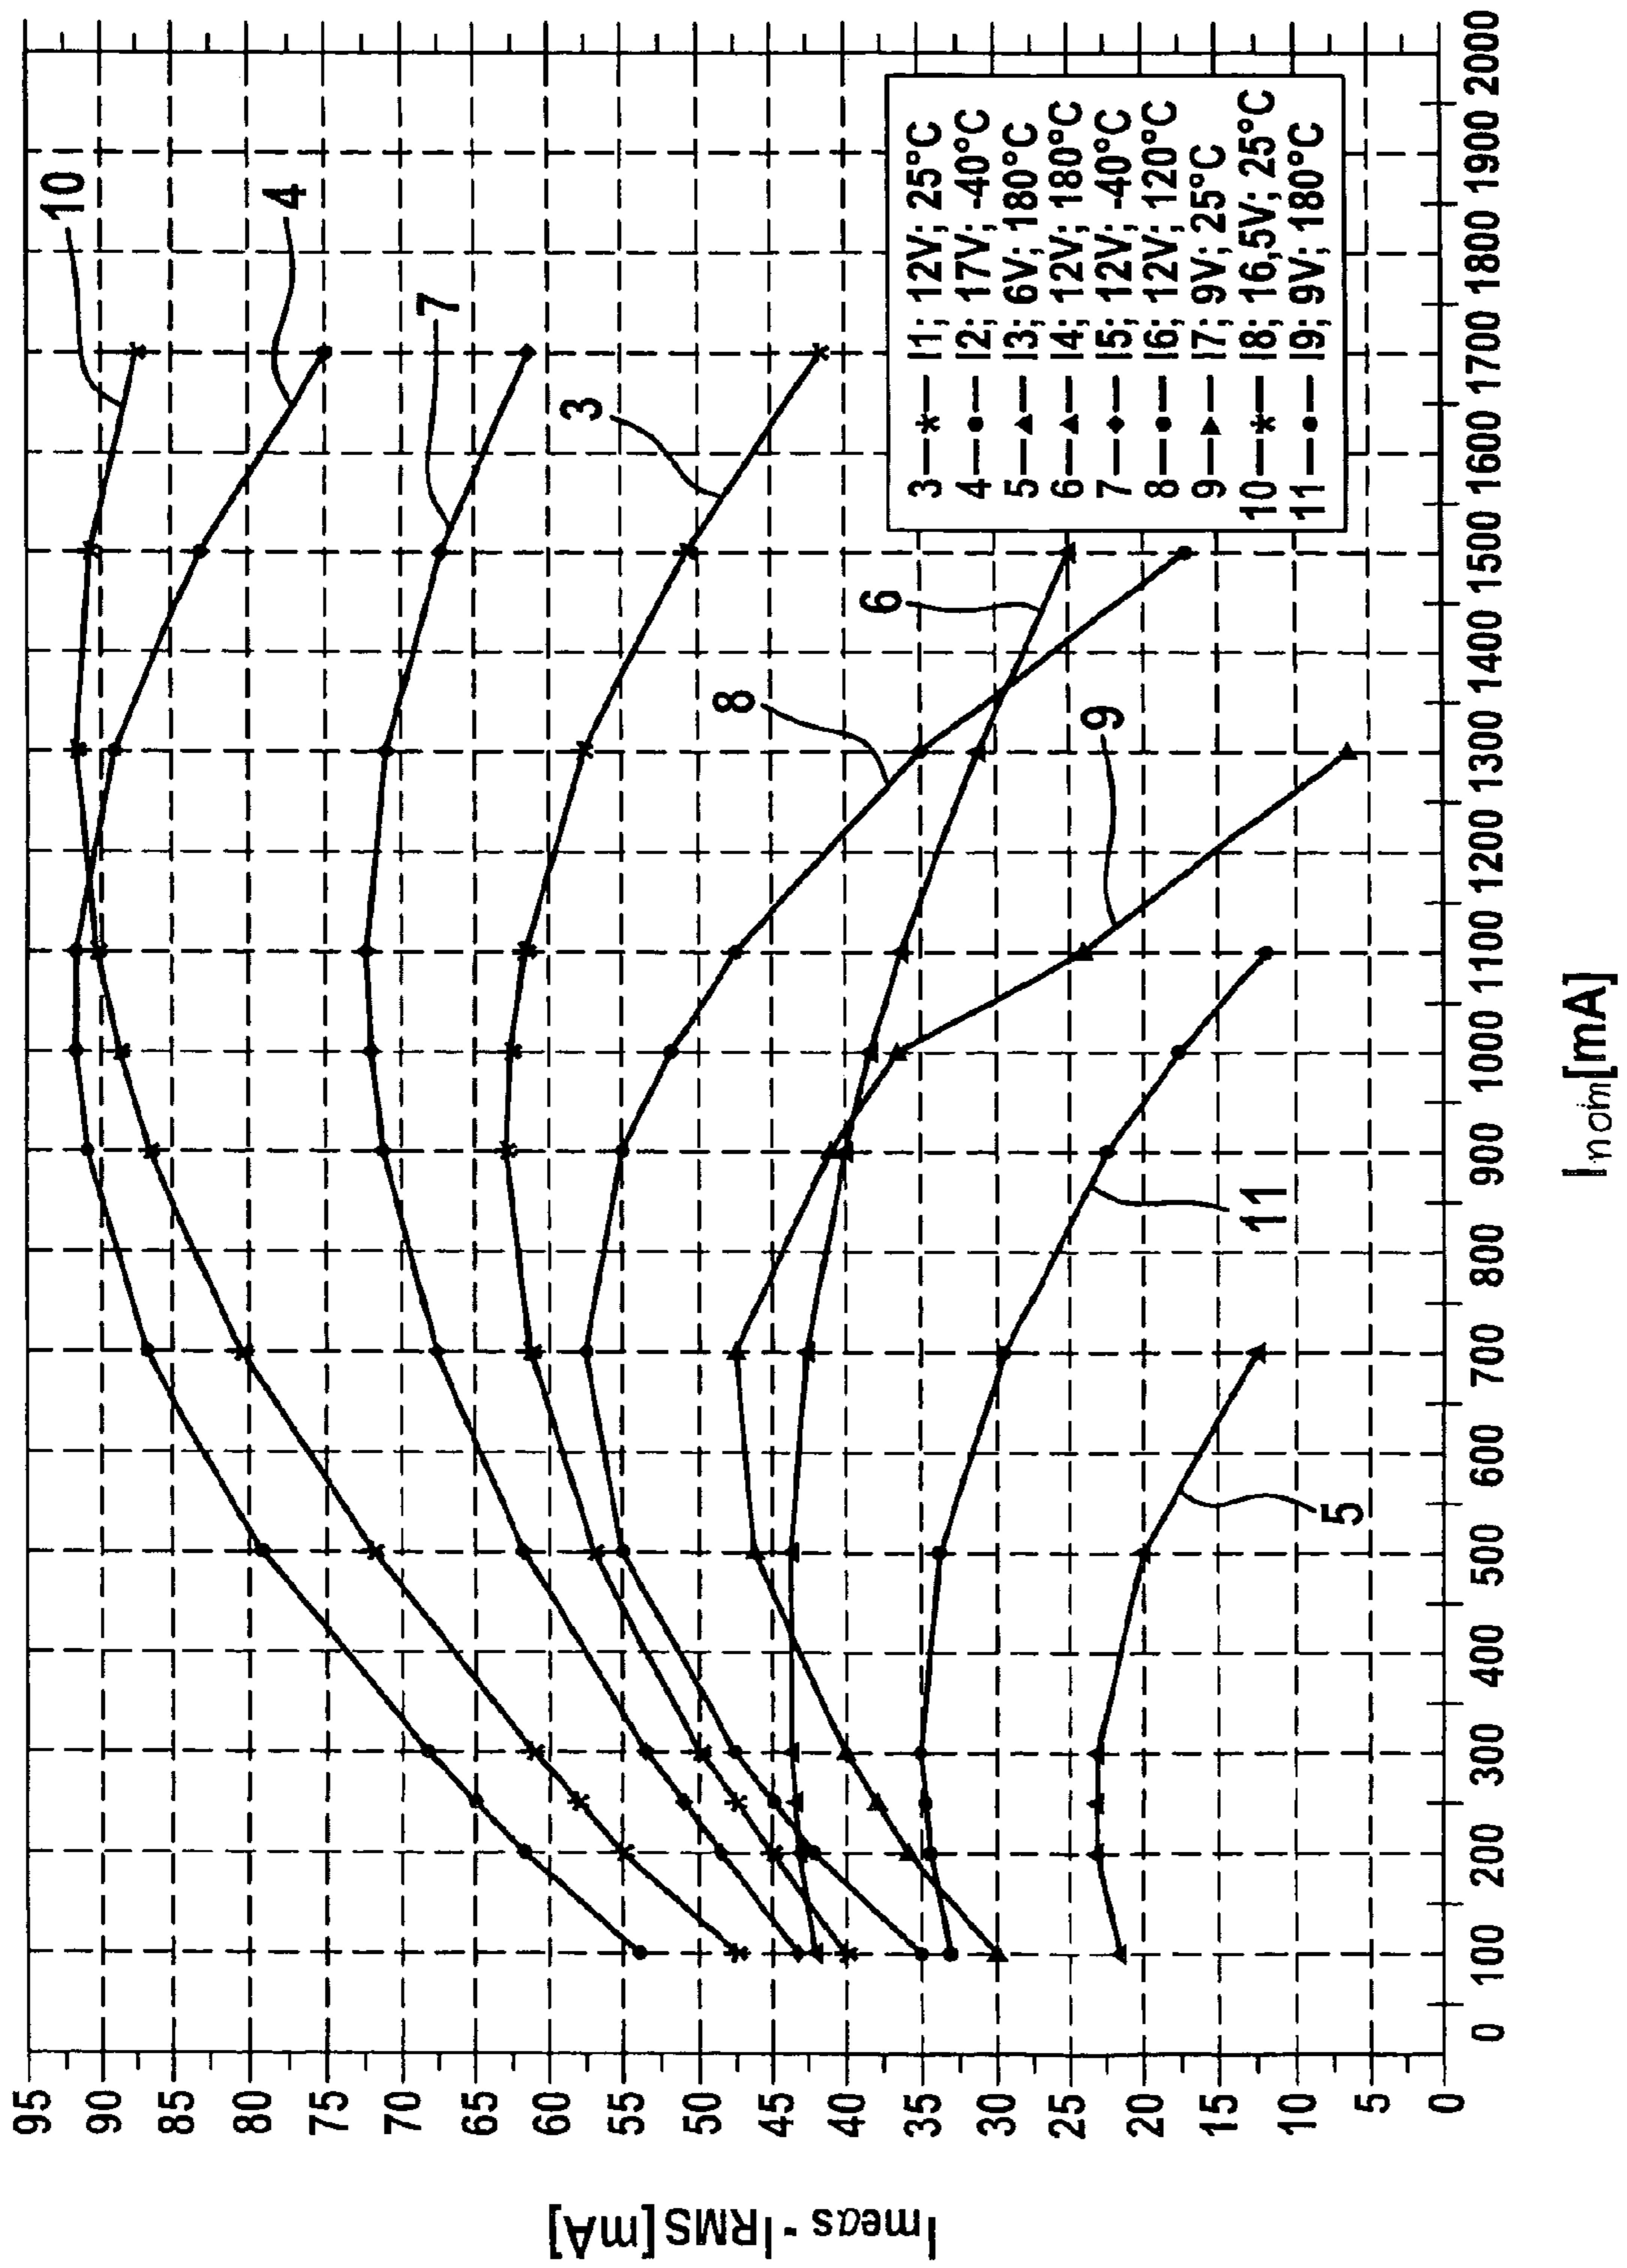 95
90
85
80
75
70
65
60
55
50
45
40
35
30
25
20
15
10
5
0
Imeas - IRMS[mA]
0 100 200 300 400 500 600 700 800 900 1000 1100 1200 1300 1400 1500 1600 1700 1800 1900 2000
Inom[mA]
10
4
7
3
8
6
9
11
5
3 I1; 12V; 25°C
4 I2; 17V; -40°C
5 I3; 6V; 180°C
6 I4; 12V; 180°C
7 I5; 12V; -40°C
8 I6; 12V; 120°C
9 I7; 9V; 25°C
10 I8; 16,5V; 25°C
11 I9; 9V; 180°C